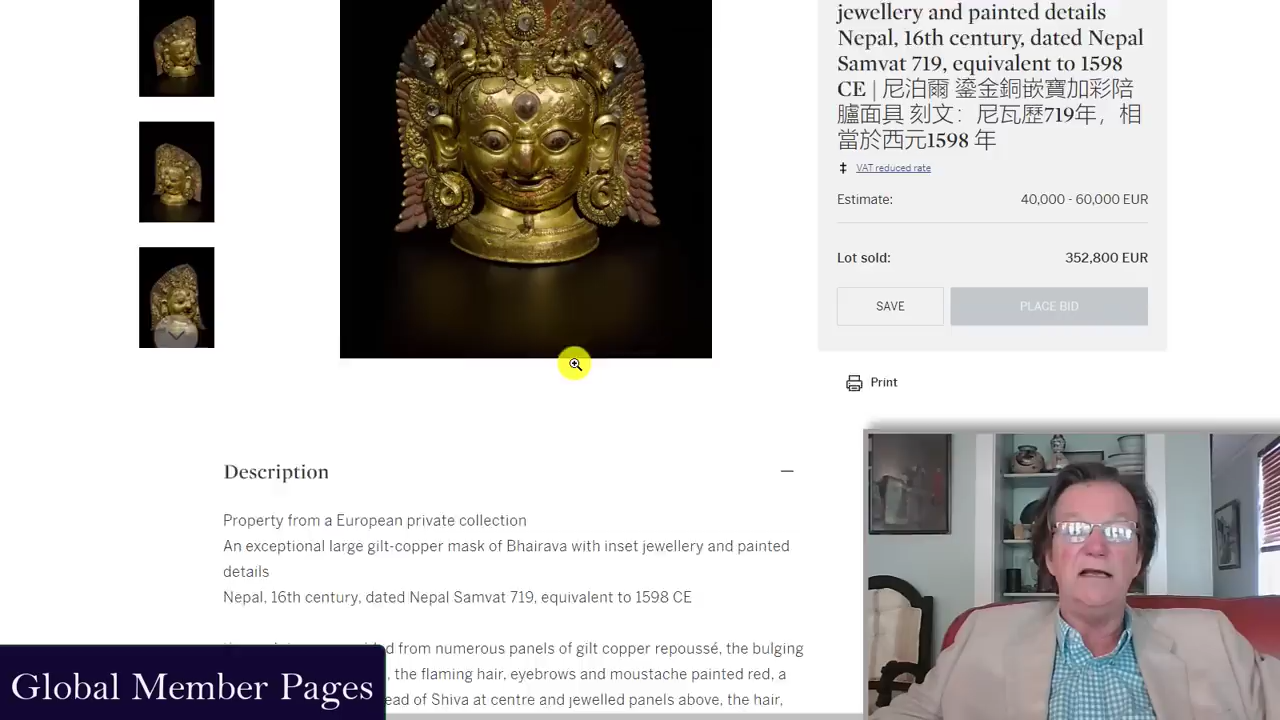 jewellery and painted details
Nepal, 16th century, dated Nepal
Samvat 719, equivalent to 1598
CE | 尼泊爾 鎏金銅嵌寶加彩陪
臚面具 刻文：尼瓦歷719年，相
當於西元1598 年
‡ VAT reduced rate
Estimate: 40,000 - 60,000 EUR
Lot sold: 352,800 EUR
SAVE PLACE BID
Print
Description
Property from a European private collection
An exceptional large gilt-copper mask of Bhairava with inset jewellery and painted
details
Nepal, 16th century, dated Nepal Samvat 719, equivalent to 1598 CE
from numerous panels of gilt copper repoussé, the bulging
, the flaming hair, eyebrows and moustache painted red, a
ead of Shiva at centre and jewelled panels above, the hair,
Global Member Pages